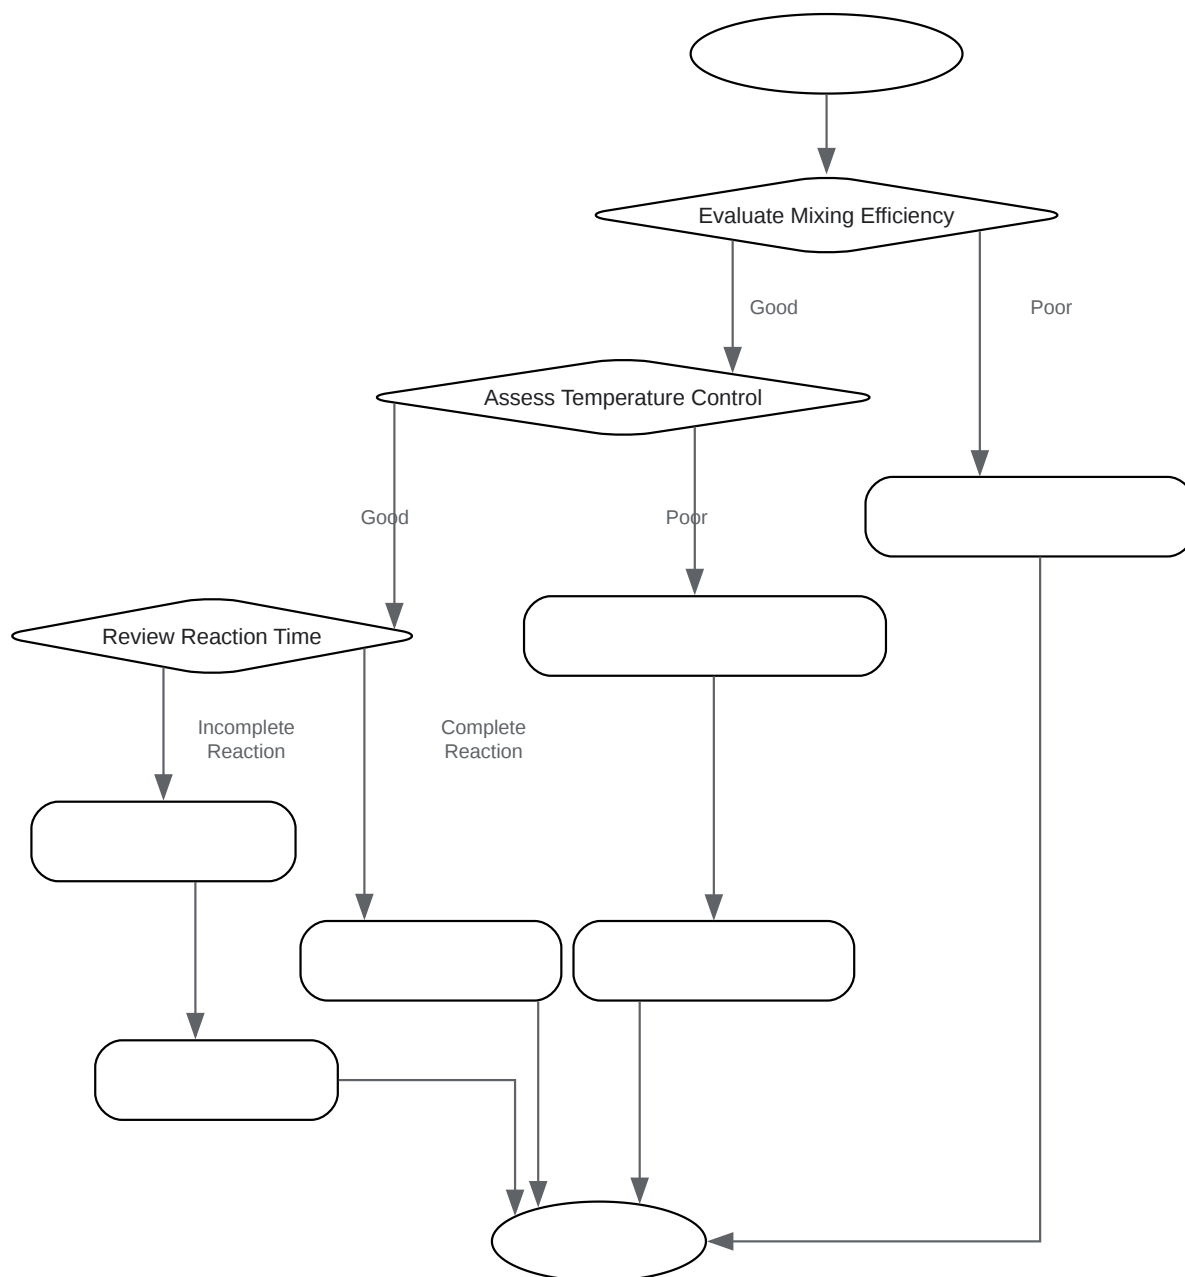 Evaluate Mixing Efficiency
Good
Poor
Assess Temperature Control
Good
Poor
Review Reaction Time
Incomplete
Reaction
Complete
Reaction